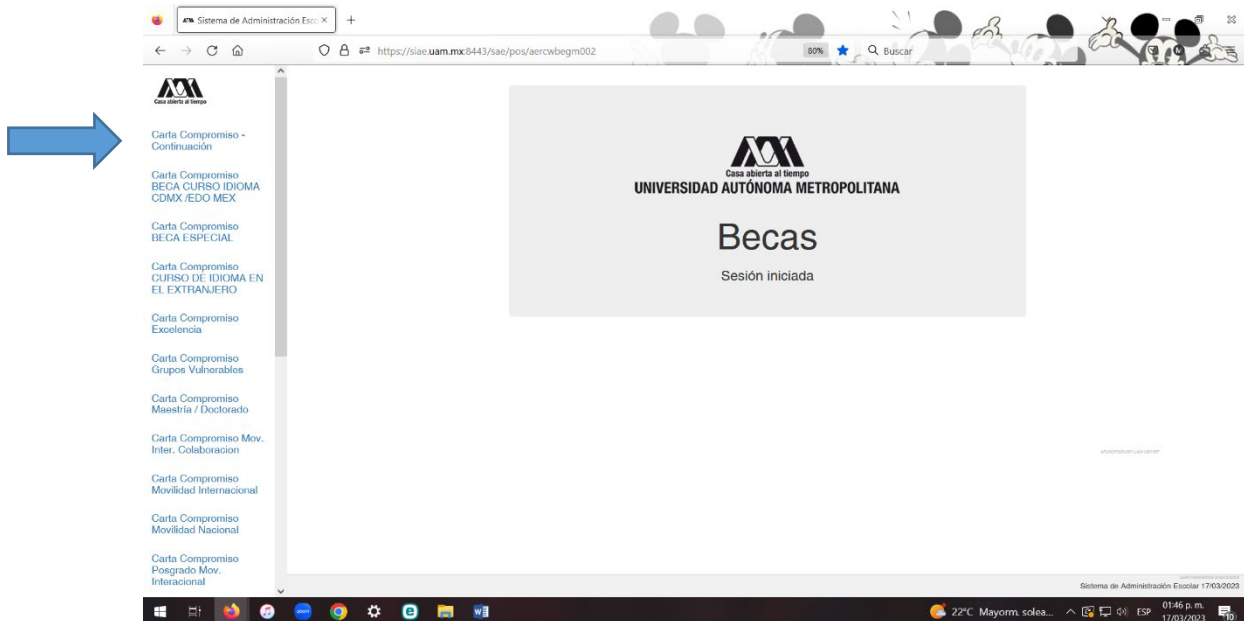 Sistema de Administración Esco
https://siae.uam.mx:8443/sae/pos/aercwbegm002
80%
Buscar
Casa abierta al tiempo
Carta Compromiso -
Continuación
Carta Compromiso
BECA CURSO IDIOMA
CDMX /EDO MEX
Carta Compromiso
BECA ESPECIAL
Carta Compromiso
CURSO DE IDIOMA EN
EL EXTRANJERO
Carta Compromiso
Excelencia
Carta Compromiso
Grupos Vulnerables
Carta Compromiso
Maestría / Doctorado
Carta Compromiso Mov.
Inter. Colaboracion
Carta Compromiso
Movilidad Internacional
Carta Compromiso
Movilidad Nacional
Carta Compromiso
Posgrado Mov.
Interacional
Casa abierta al tiempo
UNIVERSIDAD AUTÓNOMA METROPOLITANA
Becas
Sesión iniciada
Sistema de Administración Escolar 17/03/2023
22°C Mayorm. solea...
ESP
01:46 p. m.
17/03/2023